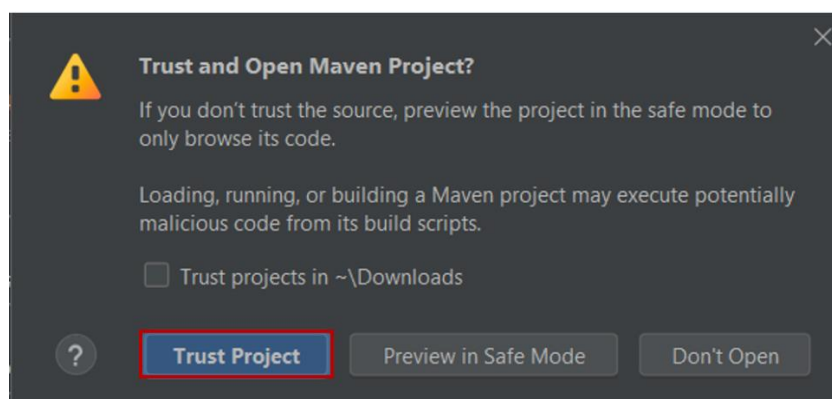 Trust and Open Maven Project?
If you don't trust the source, preview the project in the safe mode to
only browse its code.
Loading, running, or building a Maven project may execute potentially
malicious code from its build scripts.
Trust projects in ~\Downloads
?
Trust Project
Preview in Safe Mode
Don't Open